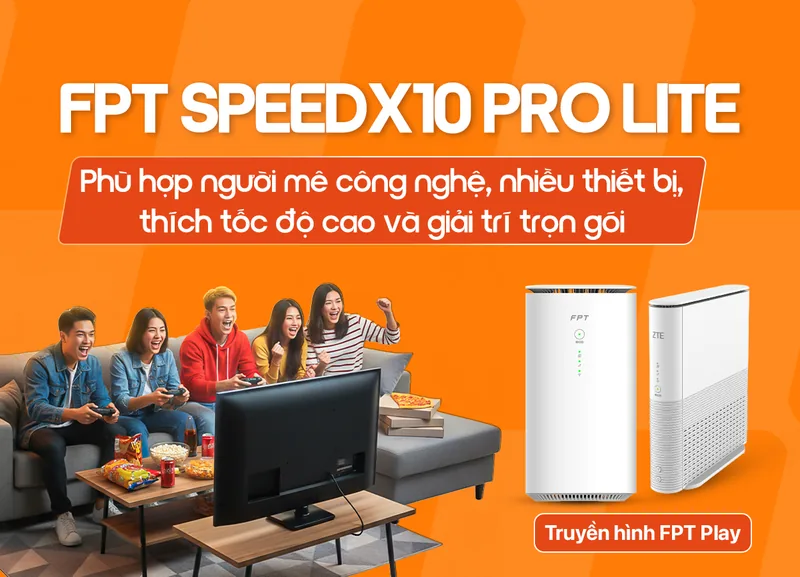 FPT SPEEDX10 PRO LITE
Phù hợp người mê công nghệ, nhiều thiết bị,
thích tốc độ cao và giải trí trọn gói
FPT
ZTE
Truyền hình FPT Play